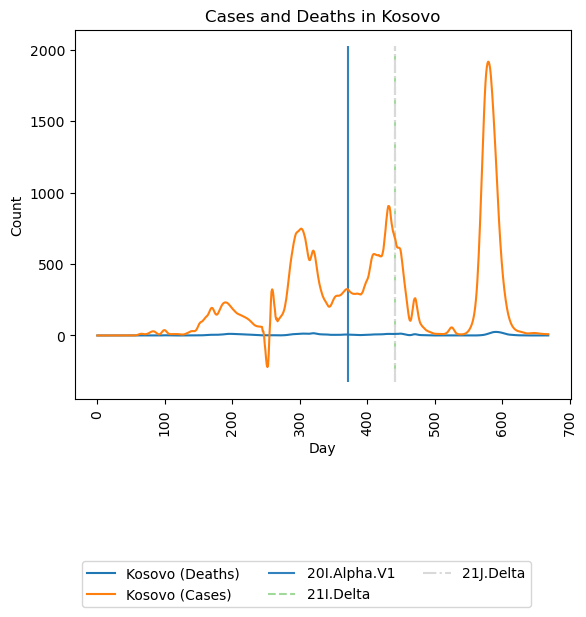 Cases and Deaths in Kosovo
2000
1500
1000
500
0
Count
0 100 200 300 400 500 600 700
Day
Kosovo (Deaths) 20I.Alpha.V1 21J.Delta
Kosovo (Cases) 21I.Delta